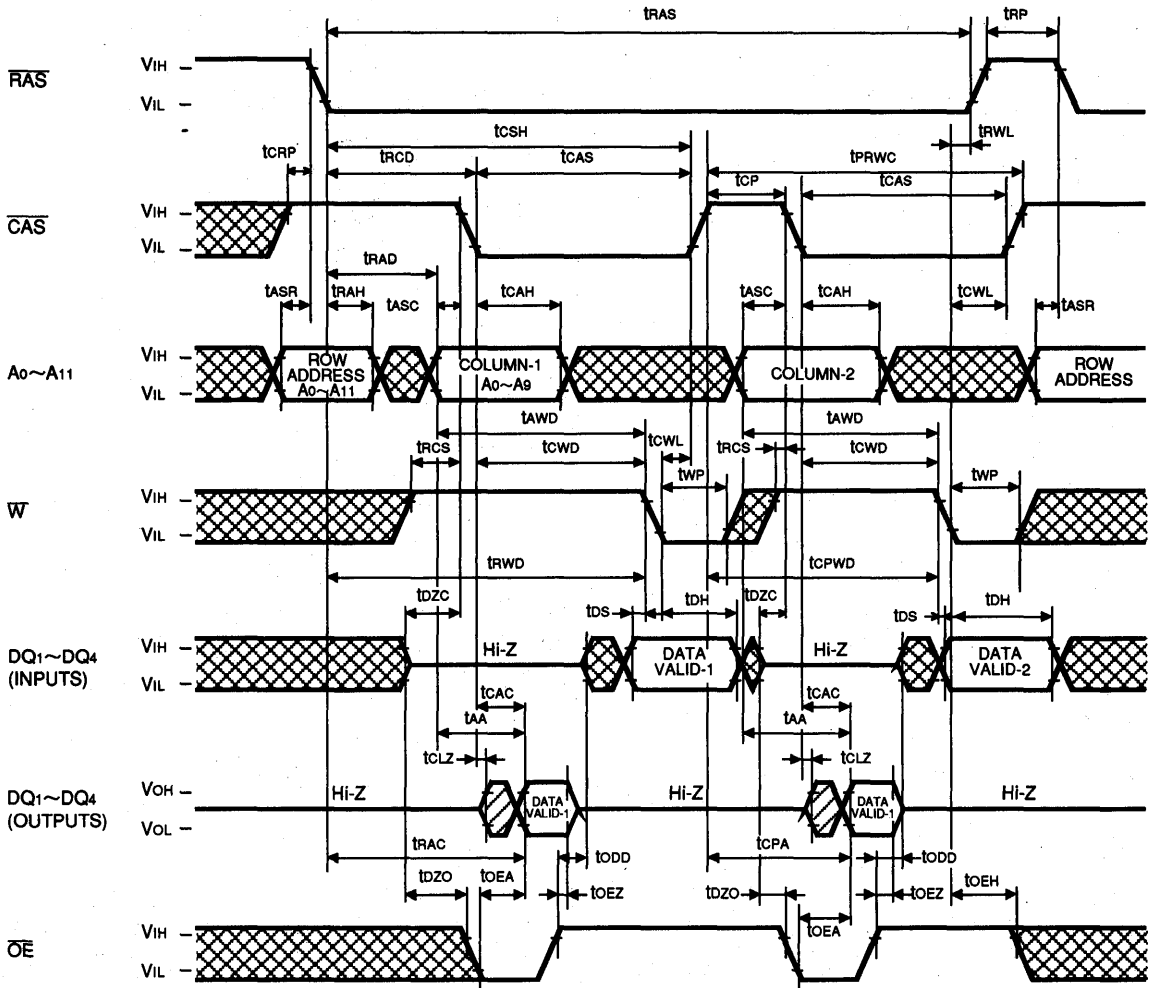 tRAS tRP
RAS VIH
VIL
tRWL
tCSH
tCRP tRCD tCAS tPRWC
tCP tCAS
CAS VIH
VIL
tRAD
tASR tRAH tASC tCAH tASC tCAH tCWL tASR
A0~A11 VIH
VIL
ROW
ADDRESS
A0~A11
COLUMN-1
A0~A9
COLUMN-2
ROW
ADDRESS
tAWD tAWD
tRCS tCWD tCWL tRCS tCWD
tWP tWP
W VIH
VIL
tRWD tCPWD
tDZC tDS tDH tDZC tDS tDH
DQ1~DQ4
(INPUTS)
VIH
VIL
Hi-Z
DATA
VALID-1
Hi-Z
DATA
VALID-2
tCAC tCAC
tAA tAA
tCLZ tCLZ
DQ1~DQ4
(OUTPUTS)
VOH
VOL
Hi-Z
DATA
VALID-1
Hi-Z
DATA
VALID-1
Hi-Z
tRAC tODD tCPA tODD
tDZO tOEA tOEZ tDZO tOEZ tOEH
tOEA
OE VIH
VIL